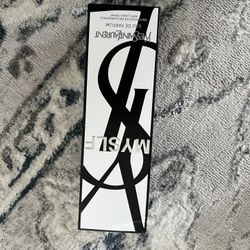 MYSLF
YVESSAINTLAURENT
EAU DE PARFUM